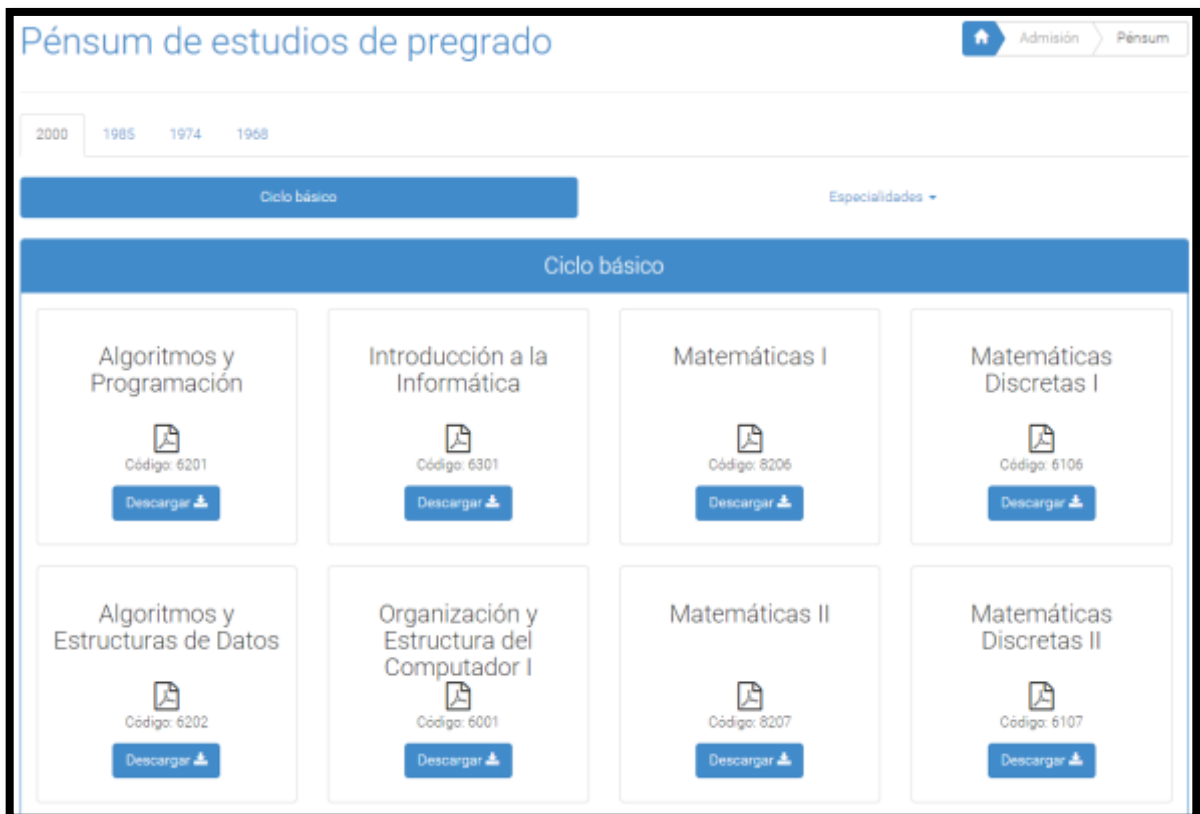 Pénsum de estudios de pregrado
Admisión
Pénsum
2000 1985 1974 1968
Ciclo básico
Especialidades
Ciclo básico
Algoritmos y
Programación
Código: 6201
Descargar
Introducción a la
Informática
Código: 6301
Descargar
Matemáticas I
Código: 8206
Descargar
Matemáticas
Discretas I
Código: 6106
Descargar
Algoritmos y
Estructuras de Datos
Código: 6202
Descargar
Organización y
Estructura del
Computador I
Código: 6001
Descargar
Matemáticas II
Código: 8207
Descargar
Matemáticas
Discretas II
Código: 6107
Descargar